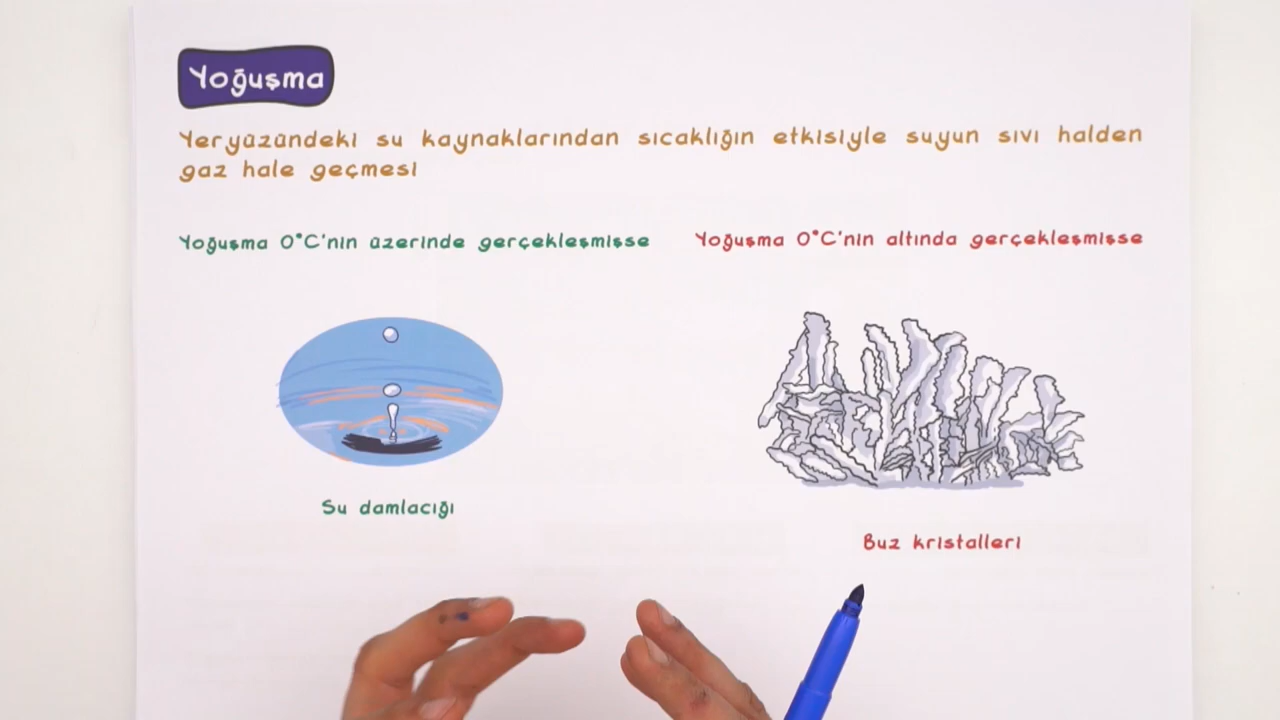 Yoğuşma
Yeryüzündeki su kaynaklarından sıcaklığın etkisiyle suyun sıvı halden
gaz hale geçmesi
Yoğuşma 0°C'nin üzerinde gerçekleşmişse
Yoğuşma 0°C'nin altında gerçekleşmişse
Su damlacığı
Buz kristalleri